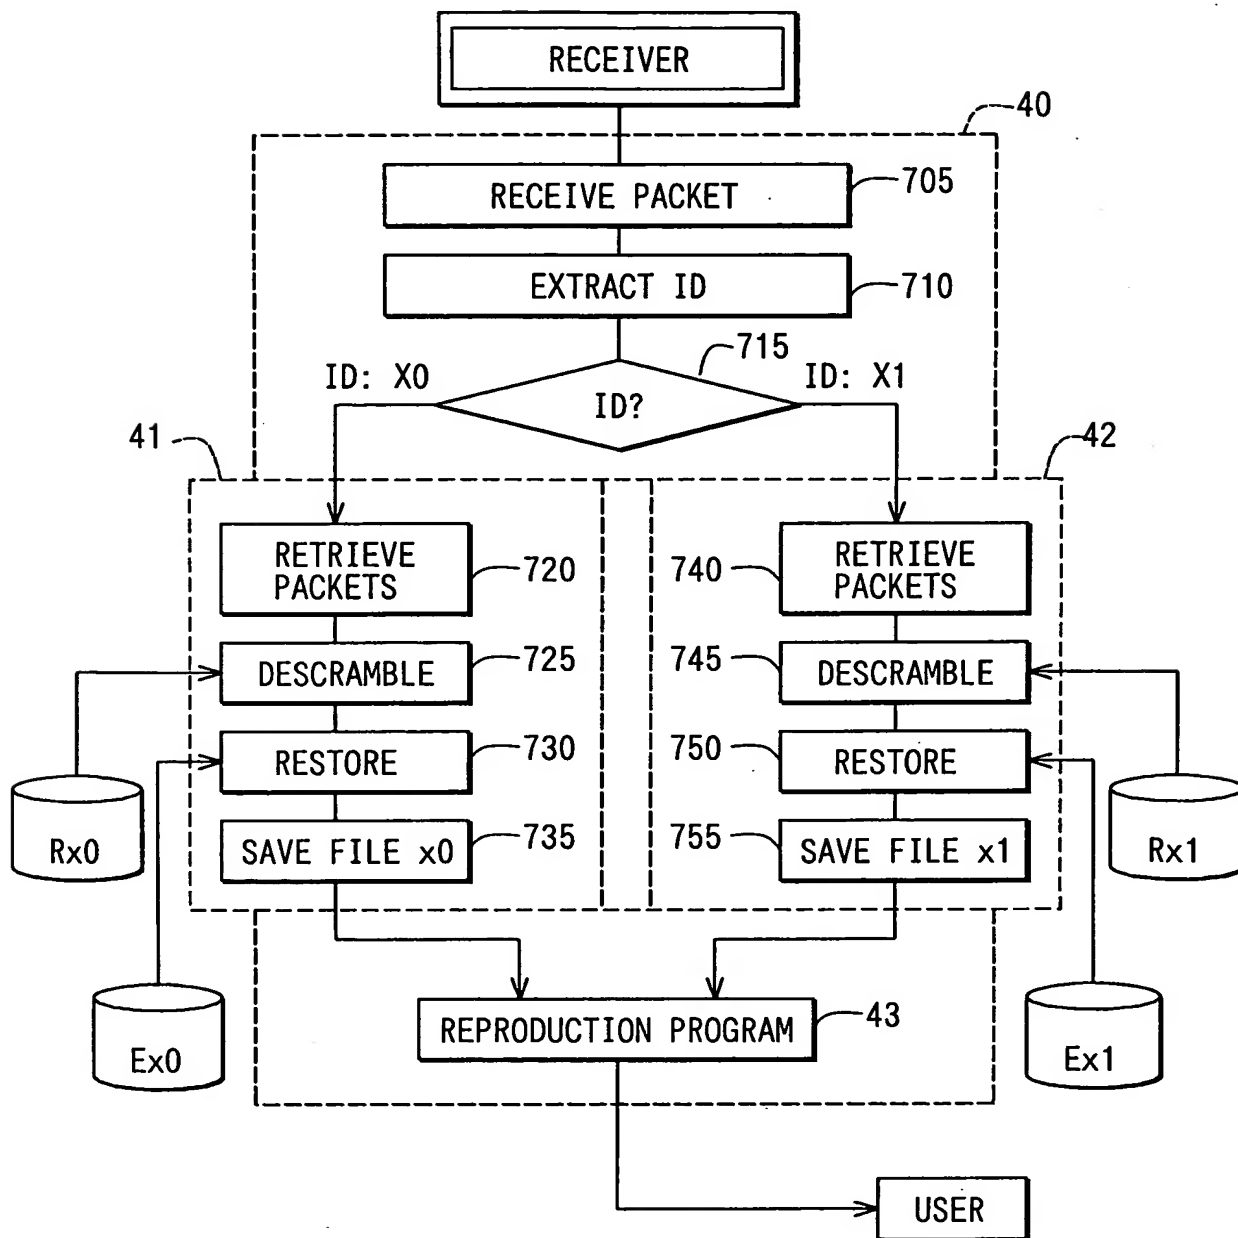 RECEIVER
40
RECEIVE PACKET
705
EXTRACT ID
710
715
ID: X0
ID: X1
ID?
41
42
RETRIEVE
PACKETS
720
740
RETRIEVE
PACKETS
DESCRAMBLE
725
745
DESCRAMBLE
RESTORE
730
750
RESTORE
Rx0
SAVE FILE x0
735
755
SAVE FILE x1
Rx1
REPRODUCTION PROGRAM
43
Ex0
Ex1
USER